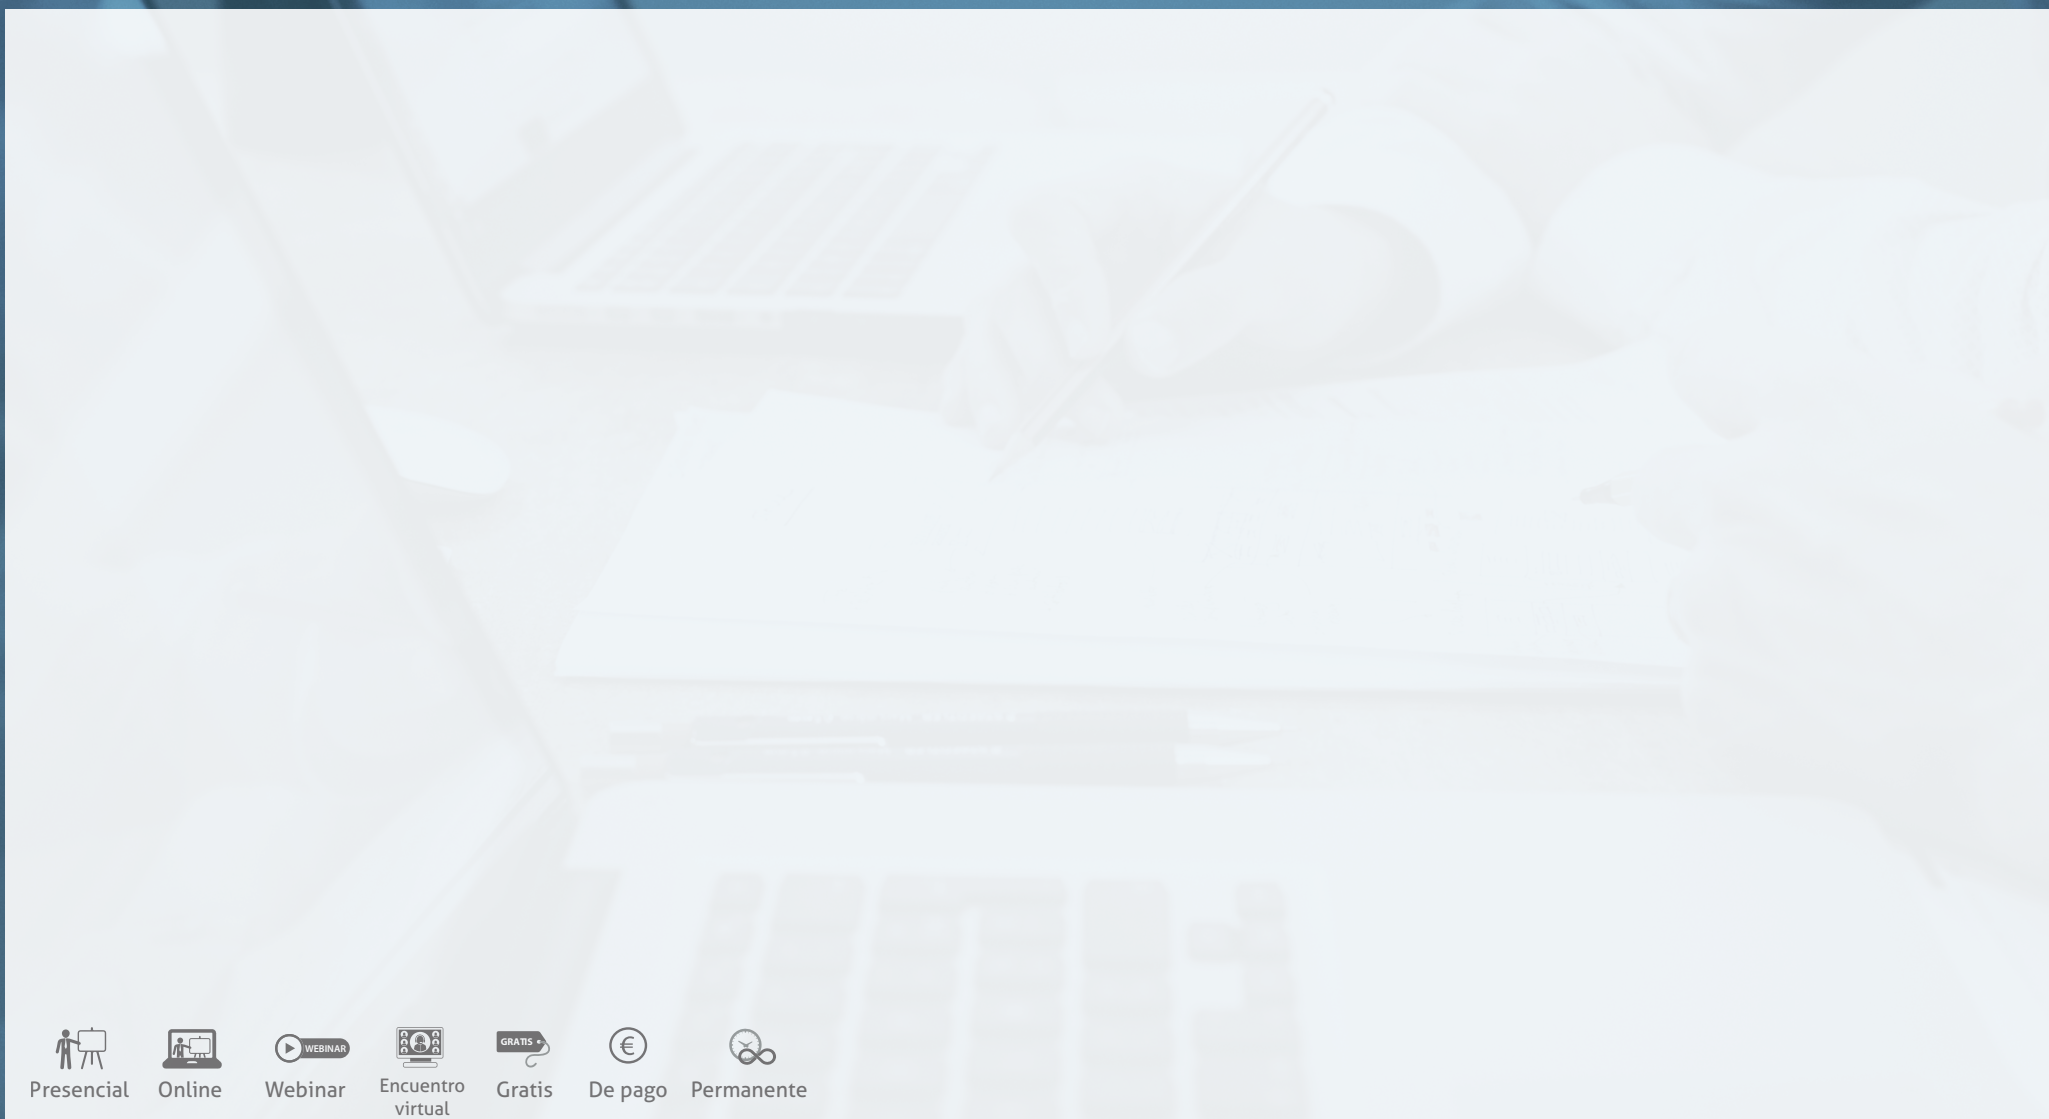 WEBINAR
GRATIS
€
Presencial
Online
Webinar
Encuentro
virtual
Gratis
De pago
Permanente